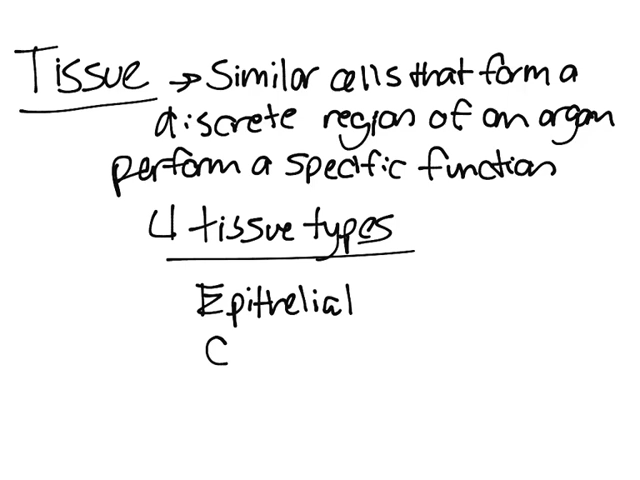 Tissue → Similar cells that form a
discrete region of an organ
perform a specific function
4 tissue types
Epithelial
C